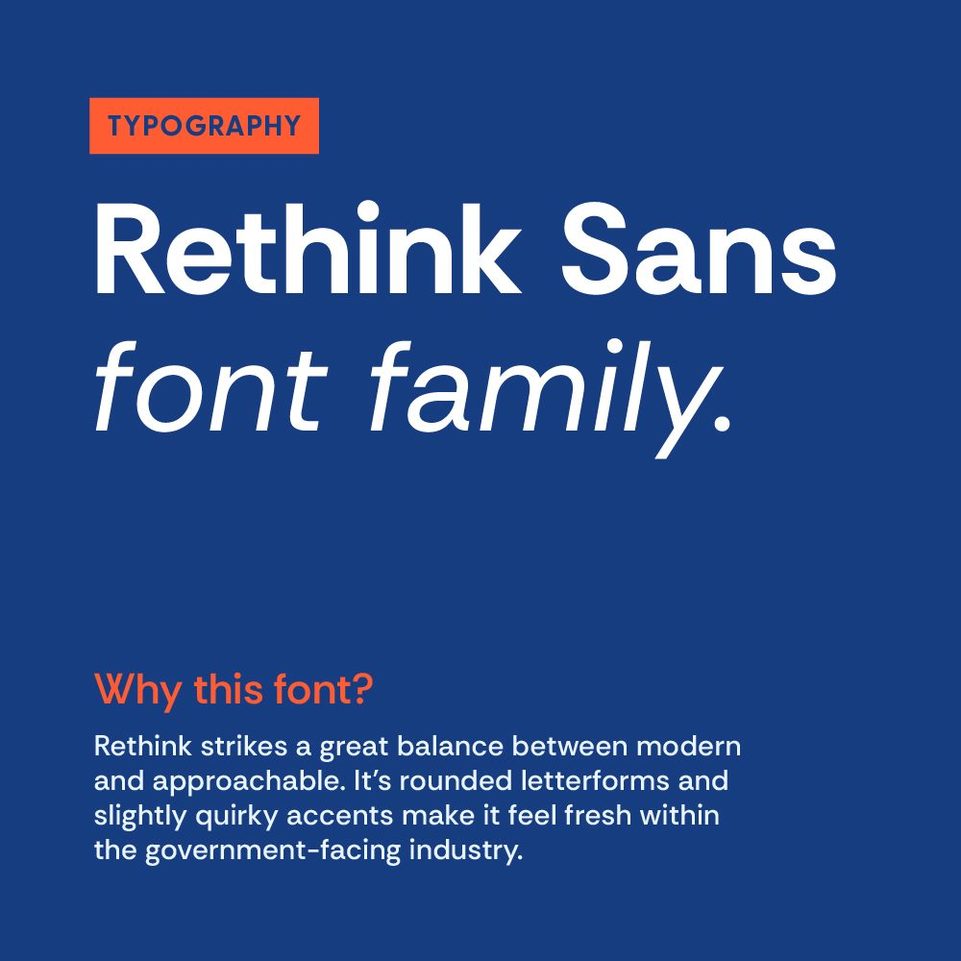 TYPOGRAPHY
Rethink Sans
font family.
Why this font?
Rethink strikes a great balance between modern
and approachable. It’s rounded letterforms and
slightly quirky accents make it feel fresh within
the government-facing industry.